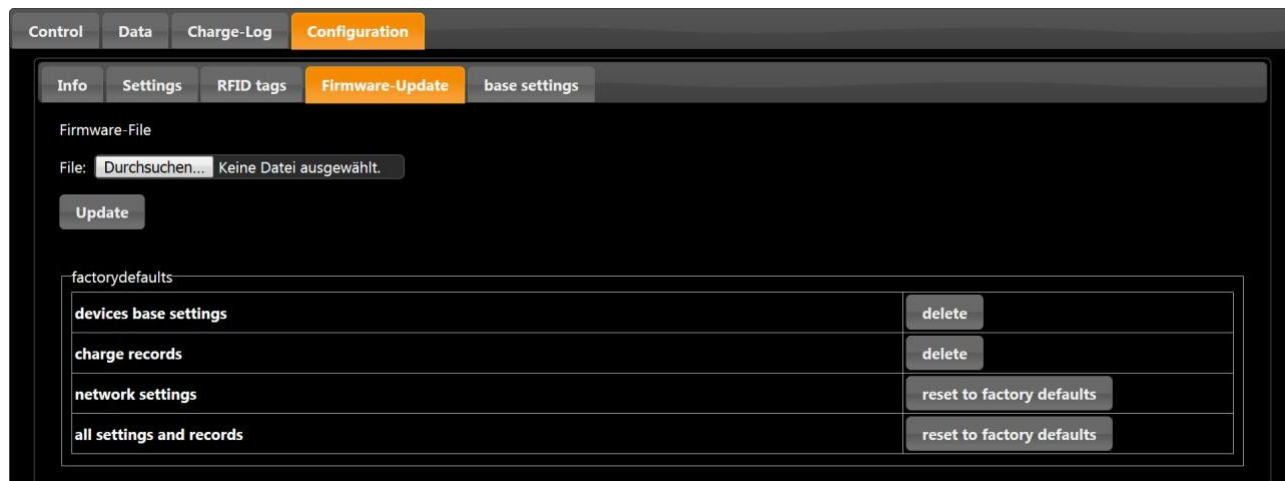 Control Data Charge-Log Configuration
Info Settings RFID tags Firmware-Update base settings
Firmware-File
File: Durchsuchen... Keine Datei ausgewählt.
Update
factorydefaults
devices base settings delete
charge records delete
network settings reset to factory defaults
all settings and records reset to factory defaults